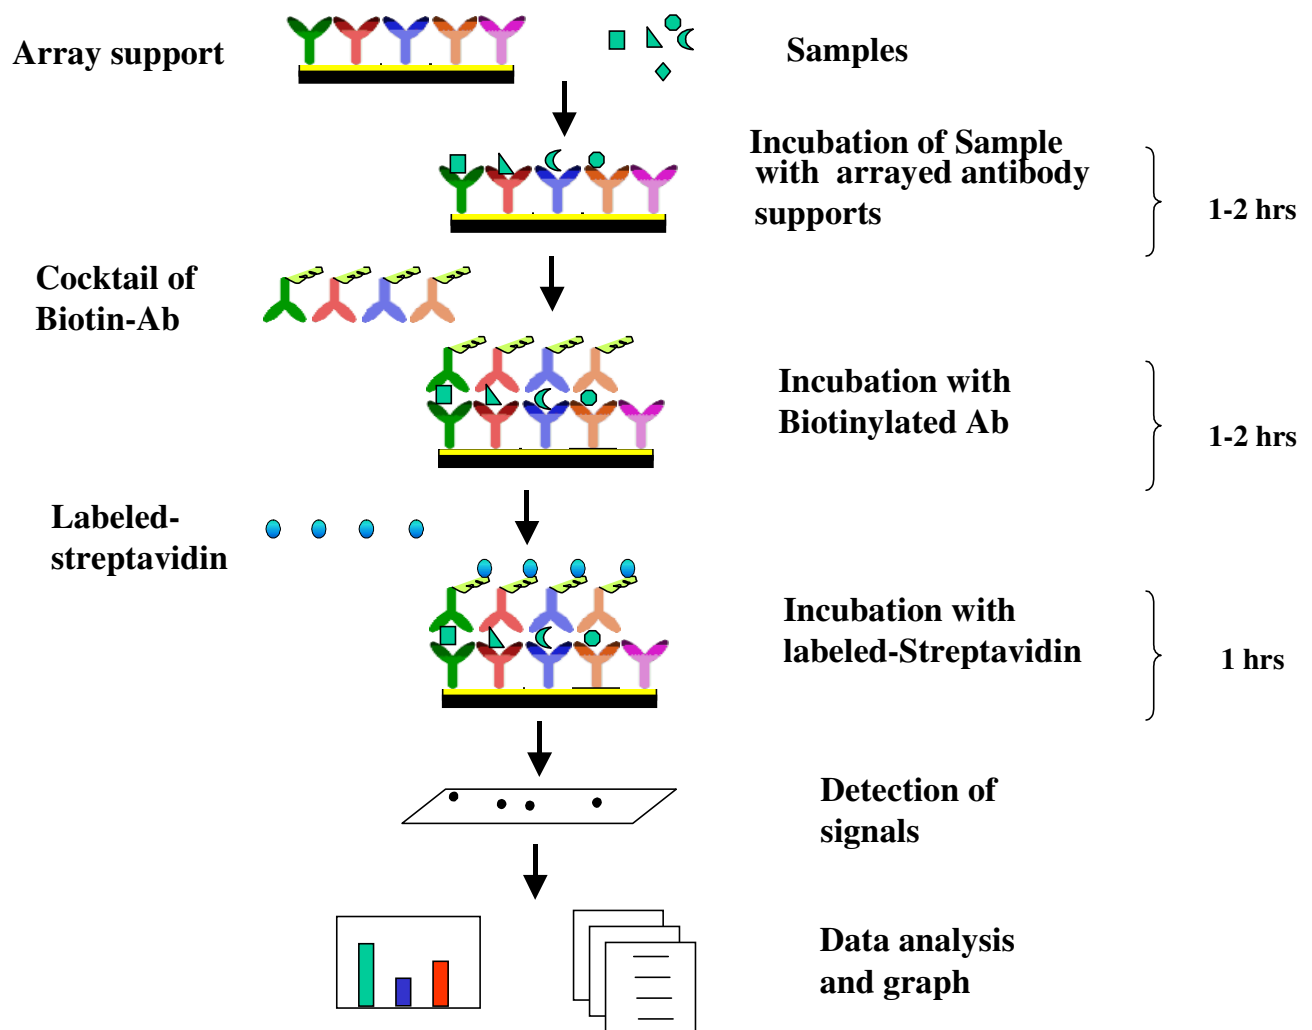 Array support
Samples
Incubation of Sample
with arrayed antibody
supports
1-2 hrs
Cocktail of
Biotin-Ab
Incubation with
Biotinylated Ab
1-2 hrs
Labeled-
streptavidin
Incubation with
labeled-Streptavidin
1 hrs
Detection of
signals
Data analysis
and graph